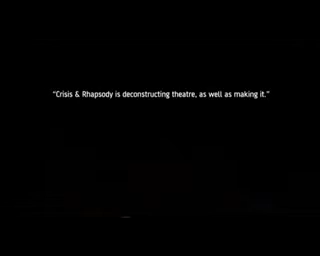 "Crisis & Rhapsody is deconstructing theatre, as well as making it."